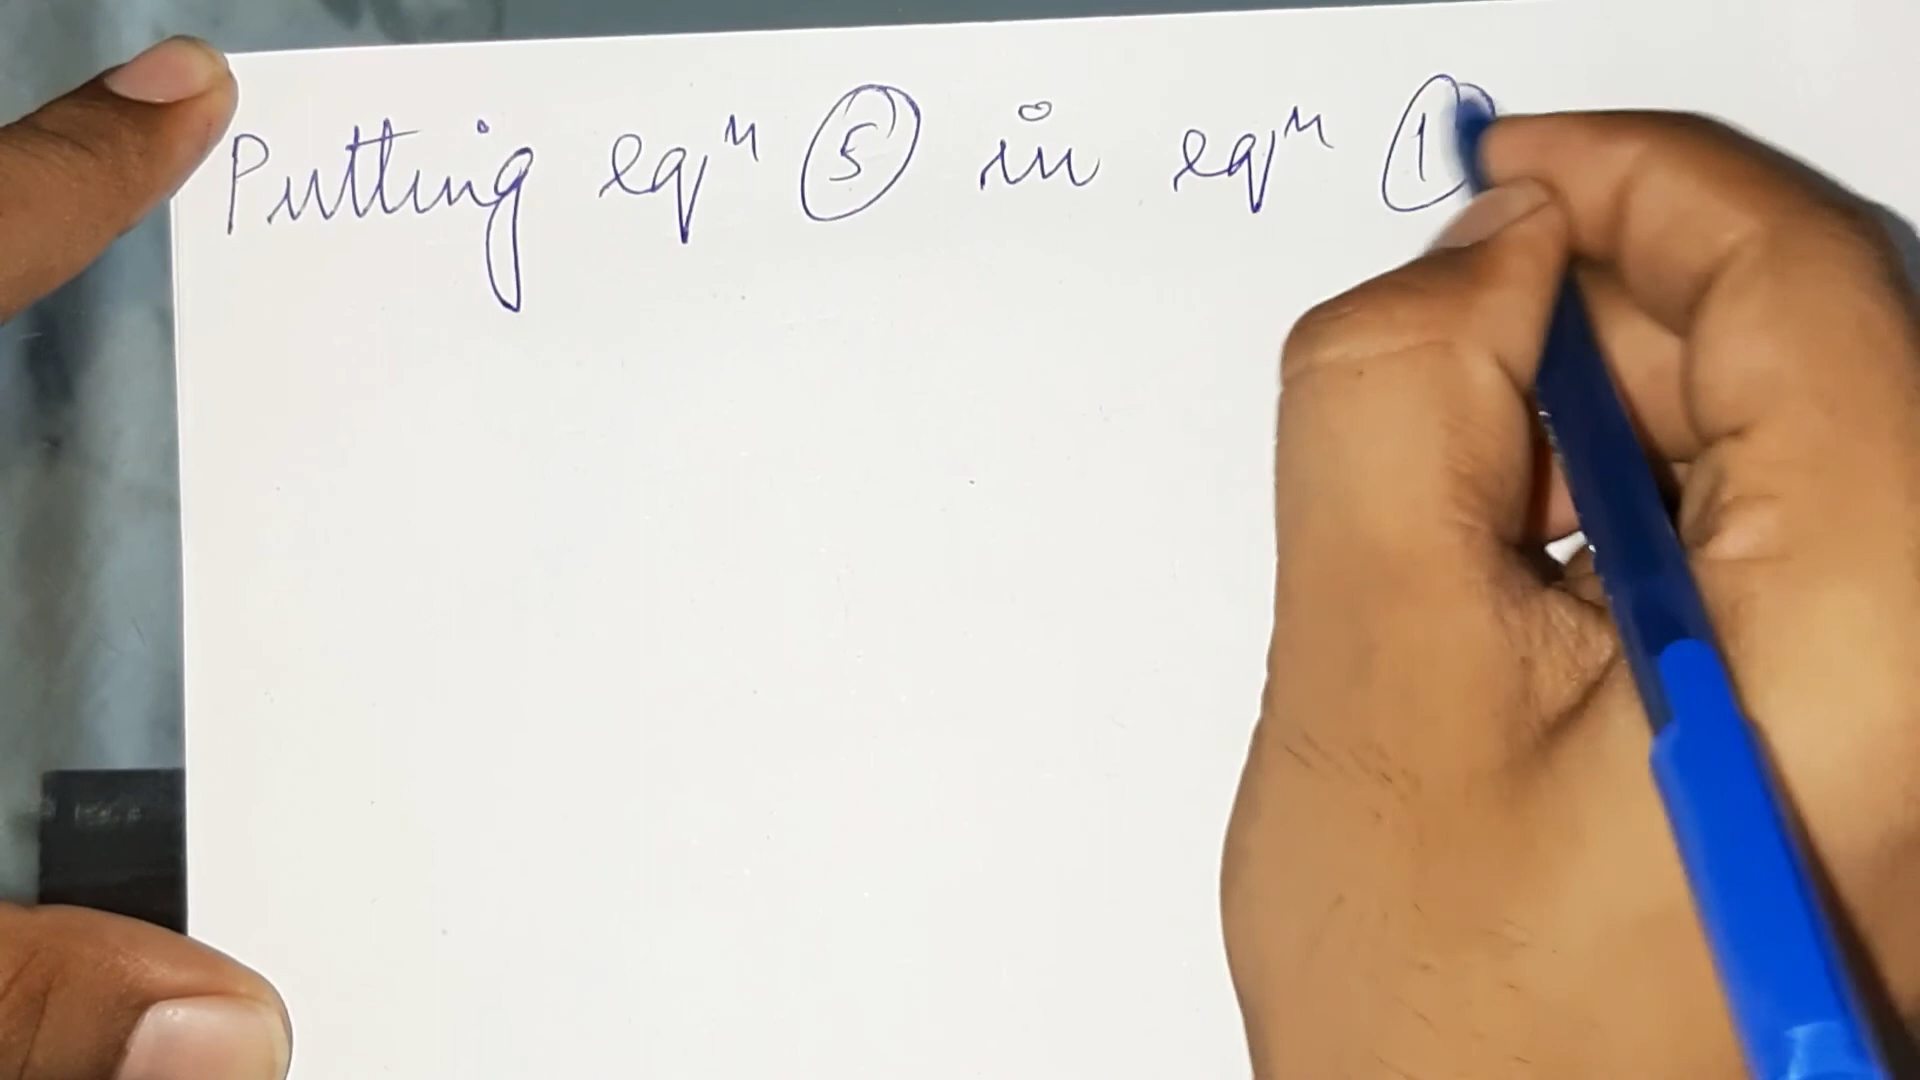 Putting eqⁿ ⑤ in eqⁿ ①